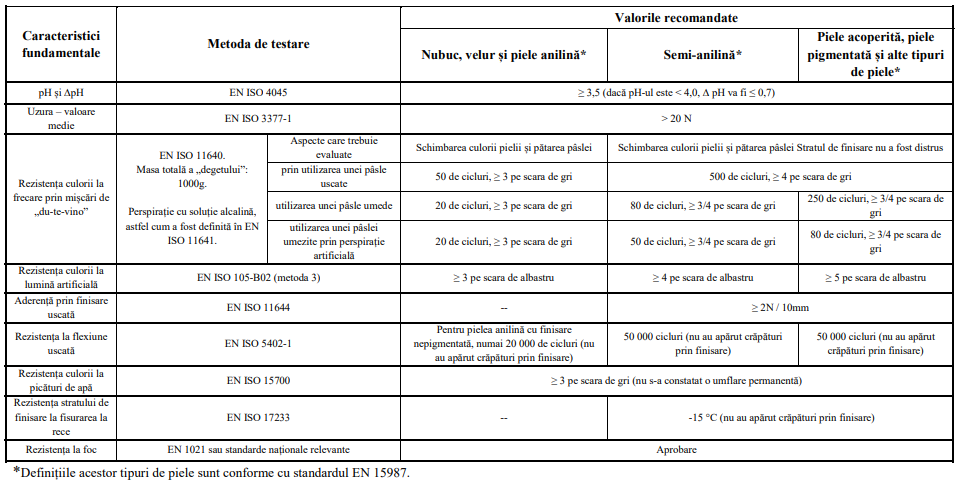 Caracteristici
fundamentale
Metoda de testare
Valorile recomandate
Nubuc, velur și piele anilină*
Semi-anilină*
Piele acoperită, piele
pigmentată și alte tipuri
de piele*
pH și ΔpH
EN ISO 4045
≥ 3,5 (dacă pH-ul este < 4,0, Δ pH va fi ≤ 0,7)
Uzura – valoare
medie
EN ISO 3377-1
> 20 N
Rezistența culorii la
frecare prin mișcări de
„du-te-vino”
EN ISO 11640.
Masa totală a „degetului”:
1000g.
Perspirație cu soluție alcalină,
astfel cum a fost definită în EN
ISO 11641.
Aspecte care trebuie
evaluate
Schimbarea culorii pielii și pătarea pâslei
Schimbarea culorii pielii și pătarea pâslei Stratul de finisare nu a fost distrus
prin utilizarea unei pâsle
uscate
50 de cicluri, ≥ 3 pe scara de gri
500 de cicluri, ≥ 4 pe scara de gri
utilizarea unei pâsle umede
20 de cicluri, ≥ 3 pe scara de gri
80 de cicluri, ≥ 3/4 pe scara de gri
250 de cicluri, ≥ 3/4 pe scara de
gri
utilizarea unei pâslei
umezite prin perspirație
artificială
20 de cicluri, ≥ 3 pe scara de gri
50 de cicluri, ≥ 3/4 pe scara de gri
80 de cicluri, ≥ 3/4 pe scara de
gri
Rezistența culorii la
lumină artificială
EN ISO 105-B02 (metoda 3)
≥ 3 pe scara de albastru
≥ 4 pe scara de albastru
≥ 5 pe scara de albastru
Aderență prin finisare
uscată
EN ISO 11644
--
≥ 2N / 10mm
Rezistența la flexiune
uscată
EN ISO 5402-1
Pentru pielea anilină cu finisare
nepigmentată, numai 20 000 de cicluri (nu
au apărut crăpături prin finisare)
50 000 cicluri (nu au apărut crăpături
prin finisare)
50 000 cicluri (nu au apărut
crăpături prin finisare)
Rezistența culorii la
picături de apă
EN ISO 15700
≥ 3 pe scara de gri (nu s-a constatat o umflare permanentă)
Rezistența stratului de
finisare la fisurarea la
rece
EN ISO 17233
--
-15 °C (nu au apărut crăpături prin finisare)
Rezistența la foc
EN 1021 sau standarde naționale relevante
Aprobare
*Definițiile acestor tipuri de piele sunt conforme cu standardul EN 15987.